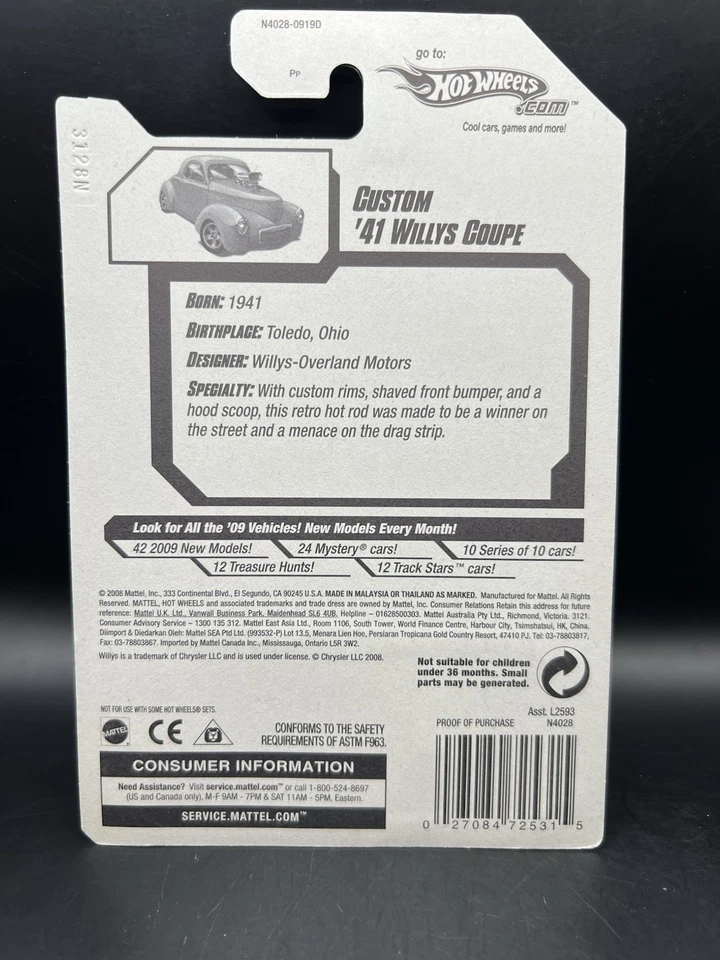 N4028-0919D
Pp
go to:
HOT WHEELS
.COM™
Cool cars, games and more!
3128N
CUSTOM
'41 WILLYS COUPE
BORN: 1941
BIRTHPLACE: Toledo, Ohio
DESIGNER: Willys-Overland Motors
SPECIALTY: With custom rims, shaved front bumper, and a
hood scoop, this retro hot rod was made to be a winner on
the street and a menace on the drag strip.
Look for All the '09 Vehicles! New Models Every Month!
42 2009 New Models!
24 Mystery® cars!
10 Series of 10 cars!
12 Treasure Hunts!
12 Track Stars™ cars!
© 2008 Mattel, Inc., 333 Continental Blvd., El Segundo, CA 90245 U.S.A. MADE IN MALAYSIA OR THAILAND AS MARKED. Manufactured for Mattel. All Rights
Reserved. MATTEL, HOT WHEELS and associated trademarks and trade dress are owned by Mattel, Inc. Consumer Relations Retain this address for future
reference: Mattel U.K. Ltd., Vanwall Business Park, Maidenhead SL6 4UB. Helpline – 01628500303. Mattel Australia Pty Ltd., Richmond, Victoria. 3121.
Consumer Advisory Service – 1300 135 312. Mattel East Asia Ltd., Room 1106, South Tower, World Finance Centre, Harbour City, Tsimshatsui, HK, China.
Diimport & Diedarkan Oleh: Mattel SEA Ptd Ltd. (993532-P) Lot 13.5, Menara Lien Hoe, Persiaran Tropicana Gold Country Resort, 47410 PJ. Tel: 03-78803817,
Fax: 03-78803867. Imported by Mattel Canada Inc., Mississauga, Ontario L5R 3W2.
Willys is a trademark of Chrysler LLC and is used under license. © Chrysler LLC 2008.
Not suitable for children
under 36 months. Small
parts may be generated.
NOT FOR USE WITH SOME HOT WHEELS® SETS.
MATTEL
CE
CONFORMS TO THE SAFETY
REQUIREMENTS OF ASTM F963.
Asst. L2593
PROOF OF PURCHASE N4028
CONSUMER INFORMATION
Need Assistance? Visit service.mattel.com™ or call 1-800-524-8697
(US and Canada only). M-F 9AM - 7PM & SAT 11AM - 5PM, Eastern.
SERVICE.MATTEL.COM™
0 27084 72531 5